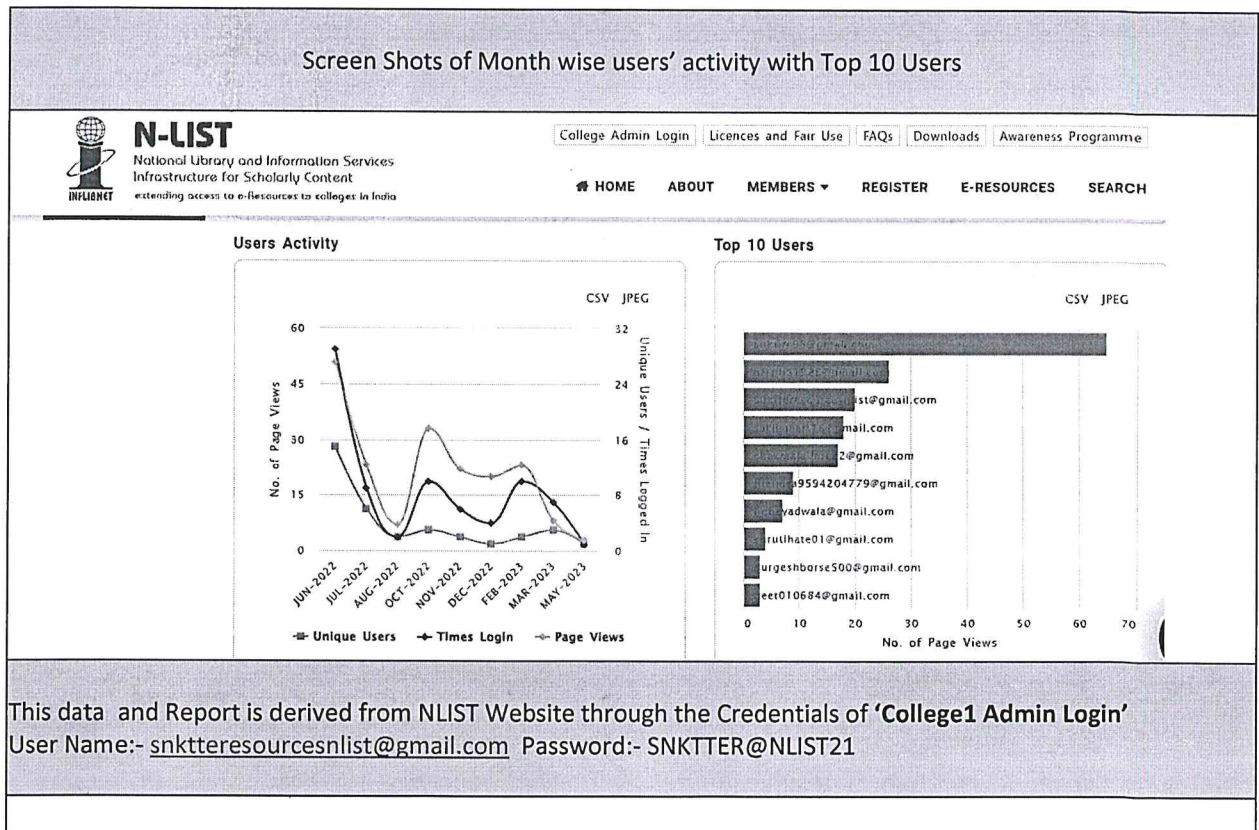 Screen Shots of Month wise users' activity with Top 10 Users
N-LIST
National Library and Information Services
Infrastructure for Scholarly Content
extending access to e-Resources to colleges in India
INFLIBNET
College Admin Login Licences and Fair Use FAQs Downloads Awareness Programme
HOME ABOUT MEMBERS REGISTER E-RESOURCES SEARCH
Users Activity
CSV JPEG
60
45
30
15
0
No. of Page Views
32
24
16
8
0
Unique Users / Times Logged In
JUN-2022
JUL-2022
AUG-2022
OCT-2022
NOV-2022
DEC-2022
FEB-2023
MAR-2023
MAY-2023
Unique Users Times Login Page Views
Top 10 Users
CSV JPEG
ist@gmail.com
mail.com
2@gmail.com
a9594204779@gmail.com
yadwala@gmail.com
rutihate01@gmail.com
urgeshborse500@gmail.com
eet010684@gmail.com
0 10 20 30 40 50 60 70
No. of Page Views
This data and Report is derived from NLIST Website through the Credentials of 'College1 Admin Login'
User Name:- snktteresourcesnlist@gmail.com Password:- SNKTTER@NLIST21